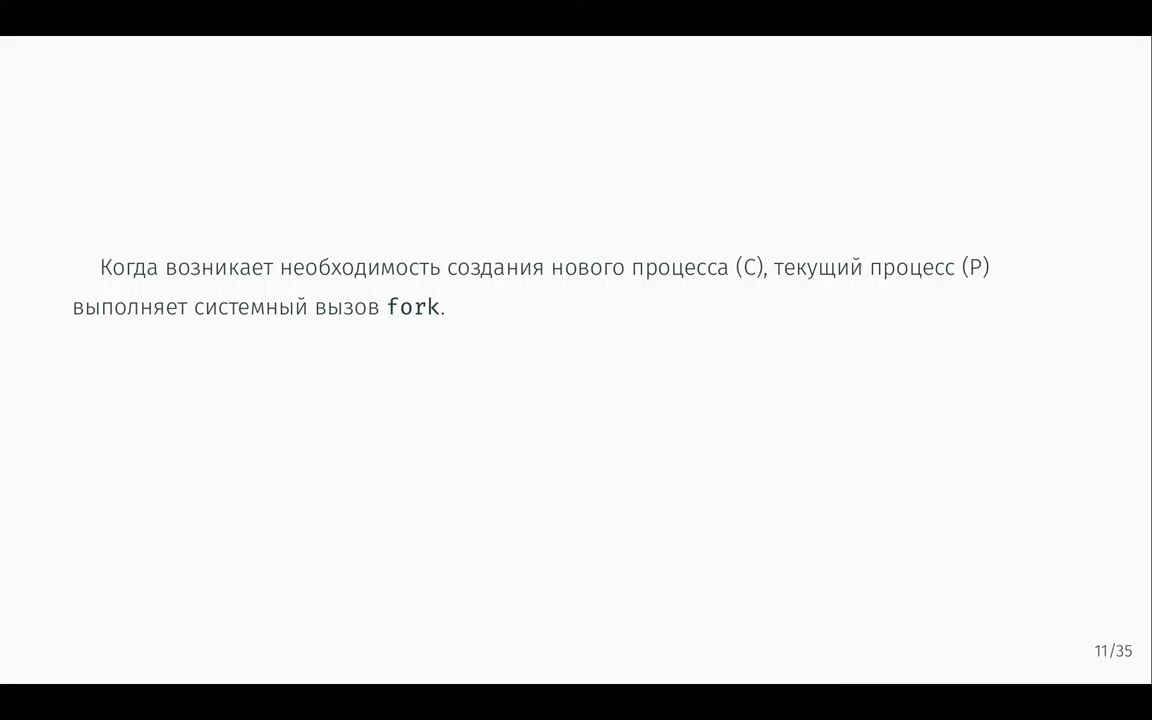 Когда возникает необходимость создания нового процесса (C), текущий процесс (P)
выполняет системный вызов fork.
11/35